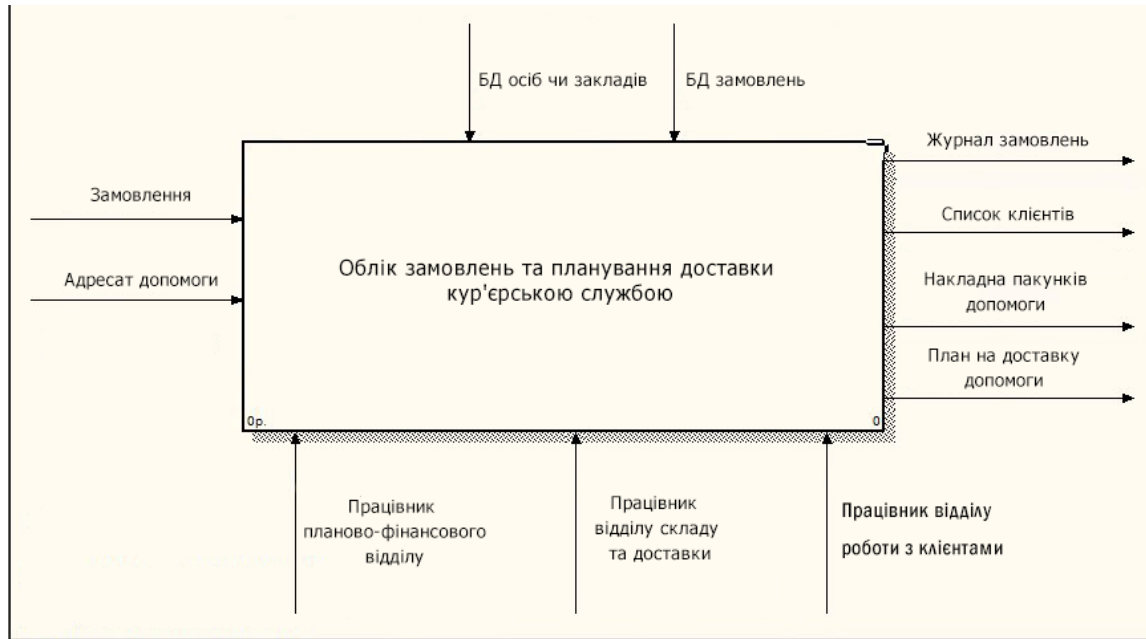 БД осіб чи закладів
БД замовлень
Журнал замовлень
Замовлення
Список клієнтів
Адресат допомоги
Облік замовлень та планування доставки
кур'єрською службою
Накладна пакунків
допомоги
План на доставку
допомоги
0р.
0
Працівник
планово-фінансового
відділу
Працівник
відділу складу
та доставки
Працівник відділу
роботи з клієнтами